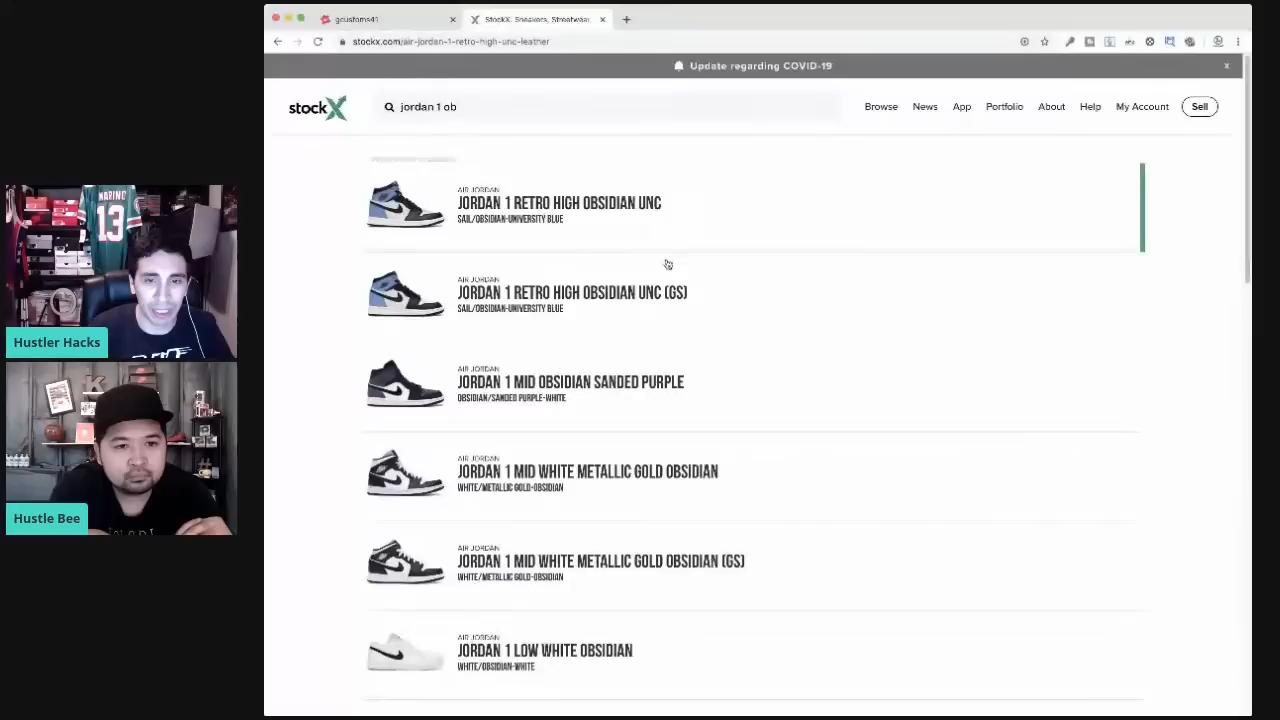 gcustoms41
StockX: Sneakers, Streetwear,
stockx.com/air-jordan-1-retro-high-unc-leather
Update regarding COVID-19
x
stockX
jordan 1 ob
Browse
News
App
Portfolio
About
Help
My Account
Sell
AIR JORDAN
JORDAN 1 RETRO HIGH OBSIDIAN UNC
SAIL/OBSIDIAN-UNIVERSITY BLUE
AIR JORDAN
JORDAN 1 RETRO HIGH OBSIDIAN UNC (GS)
SAIL/OBSIDIAN-UNIVERSITY BLUE
AIR JORDAN
JORDAN 1 MID OBSIDIAN SANDED PURPLE
OBSIDIAN/SANDED PURPLE-WHITE
AIR JORDAN
JORDAN 1 MID WHITE METALLIC GOLD OBSIDIAN
WHITE/METALLIC GOLD-OBSIDIAN
AIR JORDAN
JORDAN 1 MID WHITE METALLIC GOLD OBSIDIAN (GS)
WHITE/METALLIC GOLD-OBSIDIAN
AIR JORDAN
JORDAN 1 LOW WHITE OBSIDIAN
WHITE/OBSIDIAN-WHITE
MARINO
13
Hustler Hacks
K
Hustle Bee